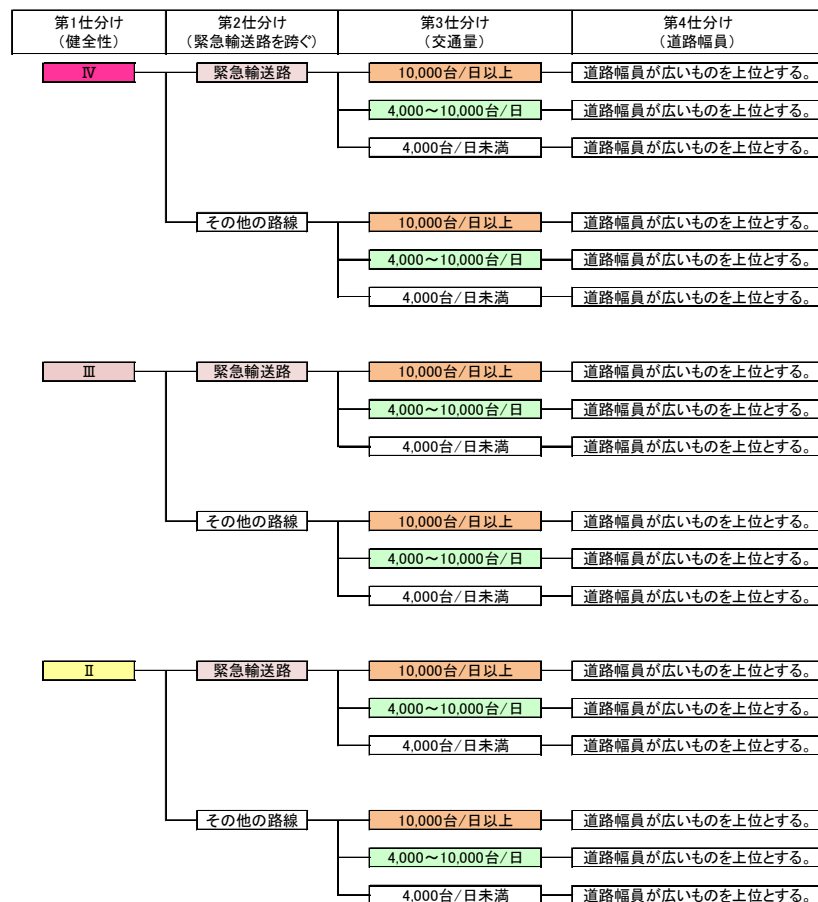 第1仕分け 第2仕分け 第3仕分け 第4仕分け
（健全性） （緊急輸送路を跨ぐ） （交通量） （道路幅員）
Ⅳ 緊急輸送路 10,000台/日以上 道路幅員が広いものを上位とする。
4,000～10,000台/日 道路幅員が広いものを上位とする。
4,000台/日未満 道路幅員が広いものを上位とする。
その他の路線 10,000台/日以上 道路幅員が広いものを上位とする。
4,000～10,000台/日 道路幅員が広いものを上位とする。
4,000台/日未満 道路幅員が広いものを上位とする。
Ⅲ 緊急輸送路 10,000台/日以上 道路幅員が広いものを上位とする。
4,000～10,000台/日 道路幅員が広いものを上位とする。
4,000台/日未満 道路幅員が広いものを上位とする。
その他の路線 10,000台/日以上 道路幅員が広いものを上位とする。
4,000～10,000台/日 道路幅員が広いものを上位とする。
4,000台/日未満 道路幅員が広いものを上位とする。
Ⅱ 緊急輸送路 10,000台/日以上 道路幅員が広いものを上位とする。
4,000～10,000台/日 道路幅員が広いものを上位とする。
4,000台/日未満 道路幅員が広いものを上位とする。
その他の路線 10,000台/日以上 道路幅員が広いものを上位とする。
4,000～10,000台/日 道路幅員が広いものを上位とする。
4,000台/日未満 道路幅員が広いものを上位とする。